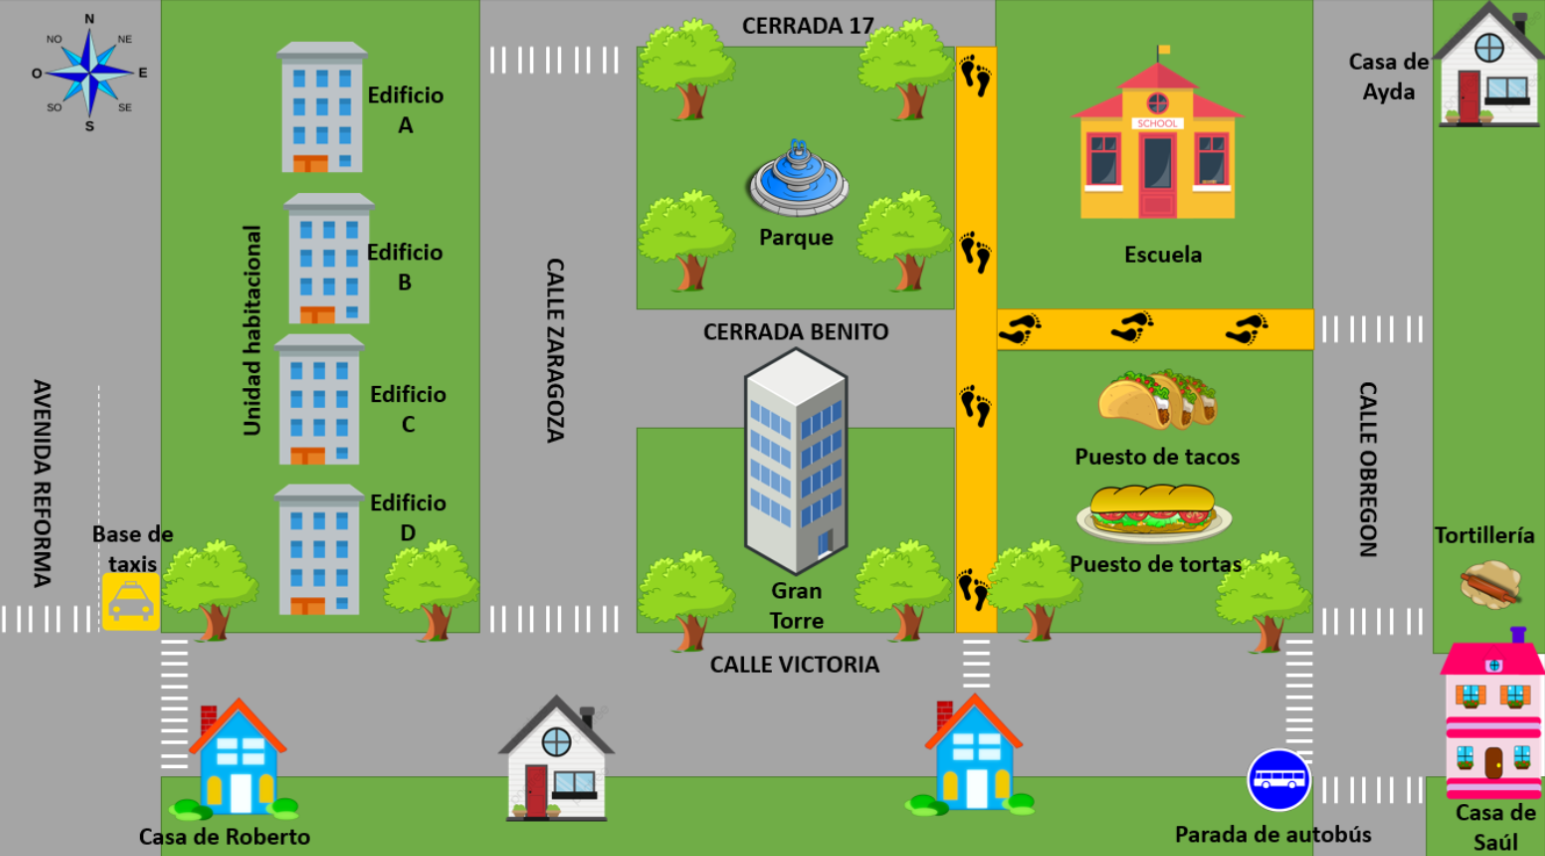 N
NO
NE
O
E
SO
SE
S
CERRADA 17
Casa de
Ayda
Edificio
A
SCHOOL
Parque
Escuela
Edificio
B
Unidad habitacional
CALLE ZARAGOZA
CERRADA BENITO
Edificio
C
AVENIDA REFORMA
CALLE OBREGON
Puesto de tacos
Edificio
D
Base de
taxis
Gran
Torre
Puesto de tortas
Tortillería
CALLE VICTORIA
Casa de Roberto
Parada de autobús
Casa de
Saúl